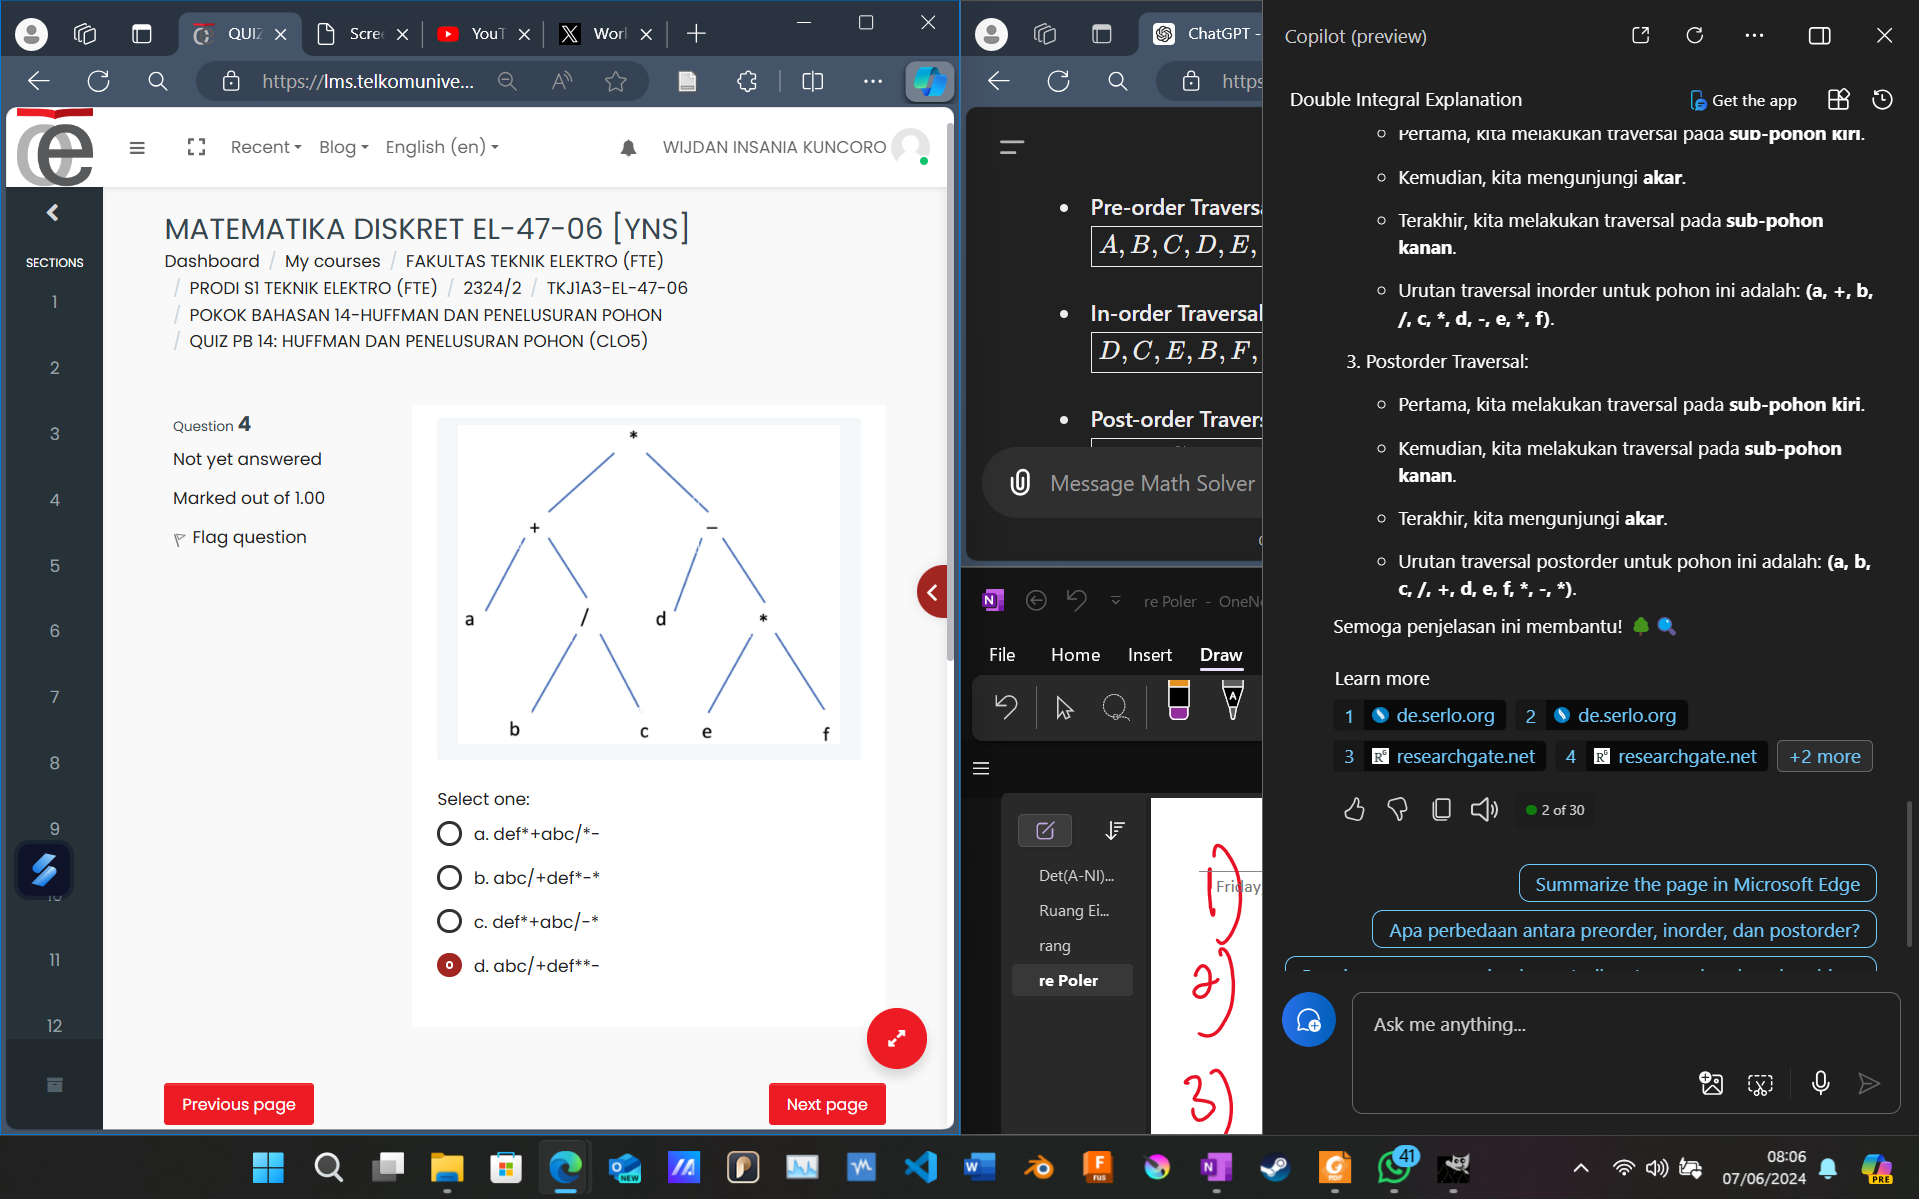 QUIZ
Scre
YouT
Worl
https://lms.telkomunive...
Recent
Blog
English (en)
WIJDAN INSANIA KUNCORO
SECTIONS
1
2
3
4
5
6
7
8
9
10
11
12
MATEMATIKA DISKRET EL-47-06 [YNS]
Dashboard / My courses / FAKULTAS TEKNIK ELEKTRO (FTE)
/ PRODI S1 TEKNIK ELEKTRO (FTE) / 2324/2 / TKJ1A3-EL-47-06
/ POKOK BAHASAN 14-HUFFMAN DAN PENELUSURAN POHON
/ QUIZ PB 14: HUFFMAN DAN PENELUSURAN POHON (CLO5)
Question 4
Not yet answered
Marked out of 1.00
Flag question
*
+ −
a / d *
b c e f
Select one:
a. def*+abc/*-
b. abc/+def*-*
c. def*+abc/-*
d. abc/+def**-
Previous page
Next page
ChatGPT -
https
Pre-order Traversa
A, B, C, D, E,
In-order Traversal
D, C, E, B, F,
Post-order Travers
Message Math Solver
re Poler - OneNo
File
Home
Insert
Draw
Det(A-NI)...
Ruang Ei...
rang
re Poler
Friday,
1)
2)
3)
Copilot (preview)
Double Integral Explanation
Get the app
Pertama, kita melakukan traversal pada sub-pohon kiri.
Kemudian, kita mengunjungi akar.
Terakhir, kita melakukan traversal pada sub-pohon
kanan.
Urutan traversal inorder untuk pohon ini adalah: (a, +, b,
/, c, *, d, -, e, *, f).
3. Postorder Traversal:
Pertama, kita melakukan traversal pada sub-pohon kiri.
Kemudian, kita melakukan traversal pada sub-pohon
kanan.
Terakhir, kita mengunjungi akar.
Urutan traversal postorder untuk pohon ini adalah: (a, b,
c, /, +, d, e, f, *, -, *).
Semoga penjelasan ini membantu!
Learn more
1 de.serlo.org
2 de.serlo.org
3 researchgate.net
4 researchgate.net
+2 more
2 of 30
Summarize the page in Microsoft Edge
Apa perbedaan antara preorder, inorder, dan postorder?
Ask me anything...
41
08:06
07/06/2024
PRE